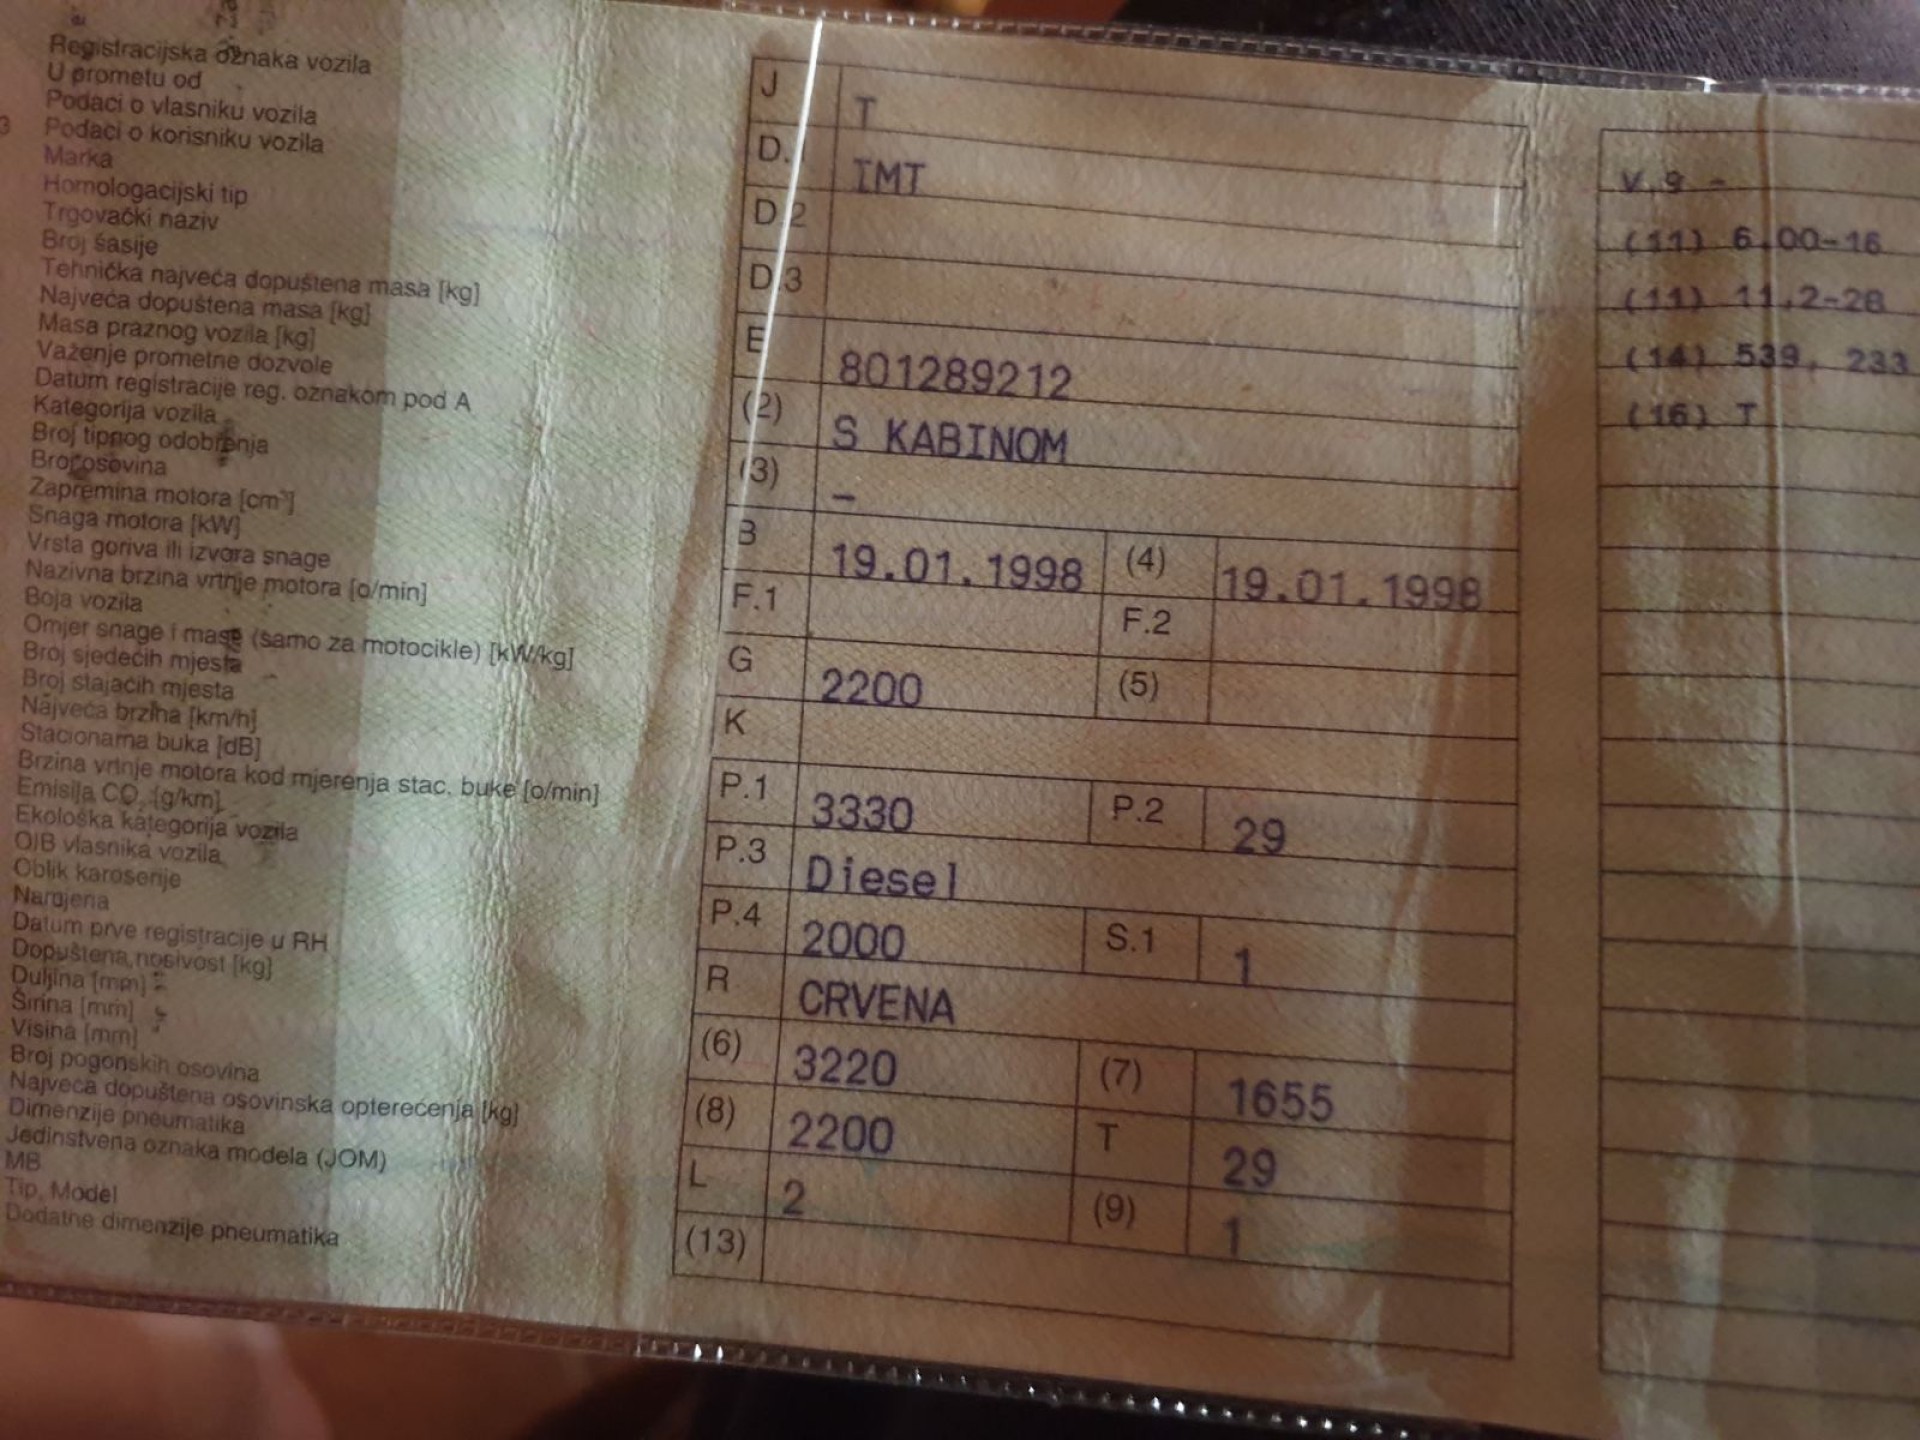 Registracijska oznaka vozila
U prometu od
Podaci o vlasniku vozila
3 Podaci o korisniku vozila
Marka
Homologacijski tip
Trgovački naziv
Broj šasije
Tehnička najveća dopuštena masa [kg]
Najveća dopuštena masa [kg]
Masa praznog vozila [kg]
Važenje prometne dozvole
Datum registracije reg. oznakom pod A
Kategorija vozila
Broj tipnog odobrenja
Broj osovina
Zapremina motora [cm³]
Snaga motora [kW]
Vrsta goriva ili izvora snage
Nazivna brzina vrtnje motora [o/min]
Boja vozila
Omjer snage i mase (samo za motocikle) [kW/kg]
Broj sjedećih mjesta
Broj stajaćih mjesta
Najveća brzina [km/h]
Stacionarna buka [dB]
Brzina vrtnje motora kod mjerenja stac. buke [o/min]
Emisija CO₂ [g/km]
Ekološka kategorija vozila
OIB vlasnika vozila
Oblik karoserije
Namjena
Datum prve registracije u RH
Dopuštena nosivost [kg]
Duljina [mm]
Širina [mm]
Visina [mm]
Broj pogonskih osovina
Najveća dopuštena osovinska opterećenja [kg]
Dimenzije pneumatika
Jedinstvena oznaka modela (JOM)
MB
Tip, Model
Dodatne dimenzije pneumatika
J T
D.1 IMT
D.2
D.3
E 801289212
(2) S KABINOM
(3) –
B 19.01.1998 (4) 19.01.1998
F.1 F.2
G 2200 (5)
K
P.1 3330 P.2 29
P.3 Diesel
P.4 2000 S.1 1
R CRVENA
(6) 3220 (7) 1655
(8) 2200 T 29
L 2 (9) 1
(13)
V.9 -
(11) 6.00-16
(11) 11.2-28
(14) 539, 233
(16) T